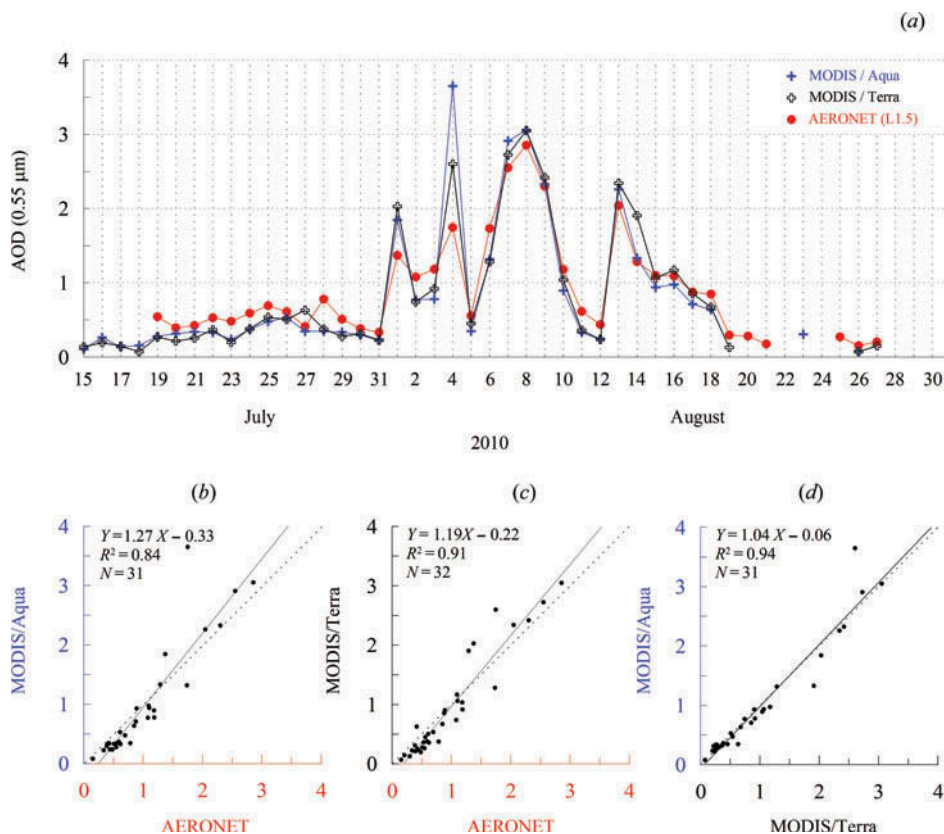 (a)
4
3
2
1
0
AOD (0.55 µm)
MODIS / Aqua
MODIS / Terra
AERONET (L1.5)
15 17 19 21 23 25 27 29 31 2 4 6 8 10 12 14 16 18 20 22 24 26 28 30
July August
2010
(b) (c) (d)
Y = 1.27 X – 0.33
R² = 0.84
N = 31
4
3
2
1
0
MODIS/Aqua
0 1 2 3 4
AERONET
Y = 1.19X – 0.22
R² = 0.91
N = 32
4
3
2
1
0
MODIS/Terra
0 1 2 3 4
AERONET
Y = 1.04 X – 0.06
R² = 0.94
N = 31
4
3
2
1
0
MODIS/Aqua
0 1 2 3 4
MODIS/Terra